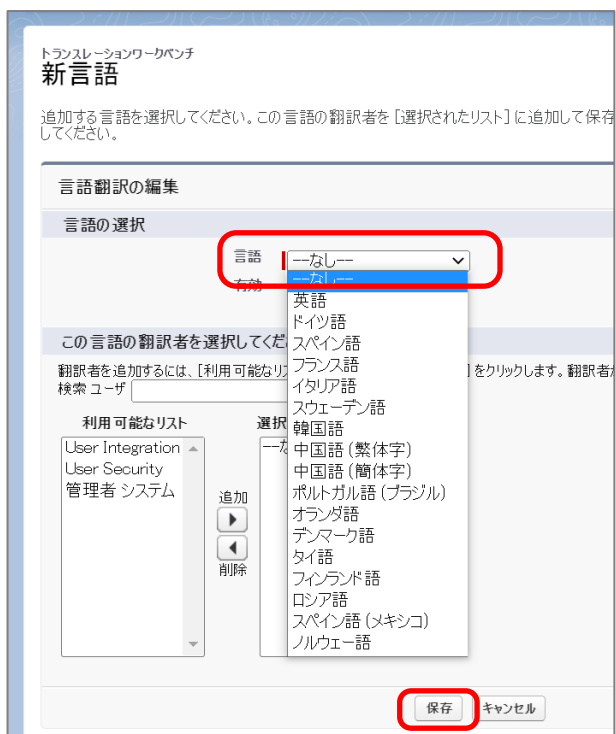 トランスレーションワークベンチ
新言語
追加する言語を選択してください。この言語の翻訳者を [選択されたリスト] に追加して保存
してください。
言語翻訳の編集
言語の選択
言語 --なし--
有効
--なし--
英語
ドイツ語
スペイン語
フランス語
イタリア語
スウェーデン語
韓国語
中国語 (繁体字)
中国語 (簡体字)
ポルトガル語 (ブラジル)
オランダ語
デンマーク語
タイ語
フィンランド語
ロシア語
スペイン語 (メキシコ)
ノルウェー語
この言語の翻訳者を選択してくだ
翻訳者を追加するには、[利用可能なリ ] をクリックします。翻訳者が
検索 ユーザ
利用可能なリスト
選択
User Integration
User Security
管理者 システム
--な
追加
削除
保存
キャンセル